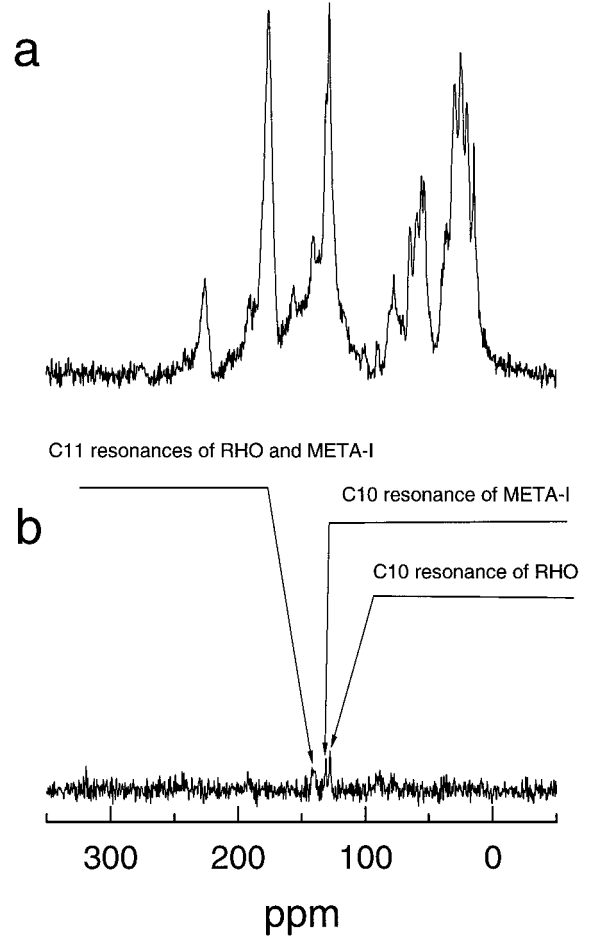 a
C11 resonances of RHO and META-I
C10 resonance of META-I
b
C10 resonance of RHO
300 200 100 0
ppm